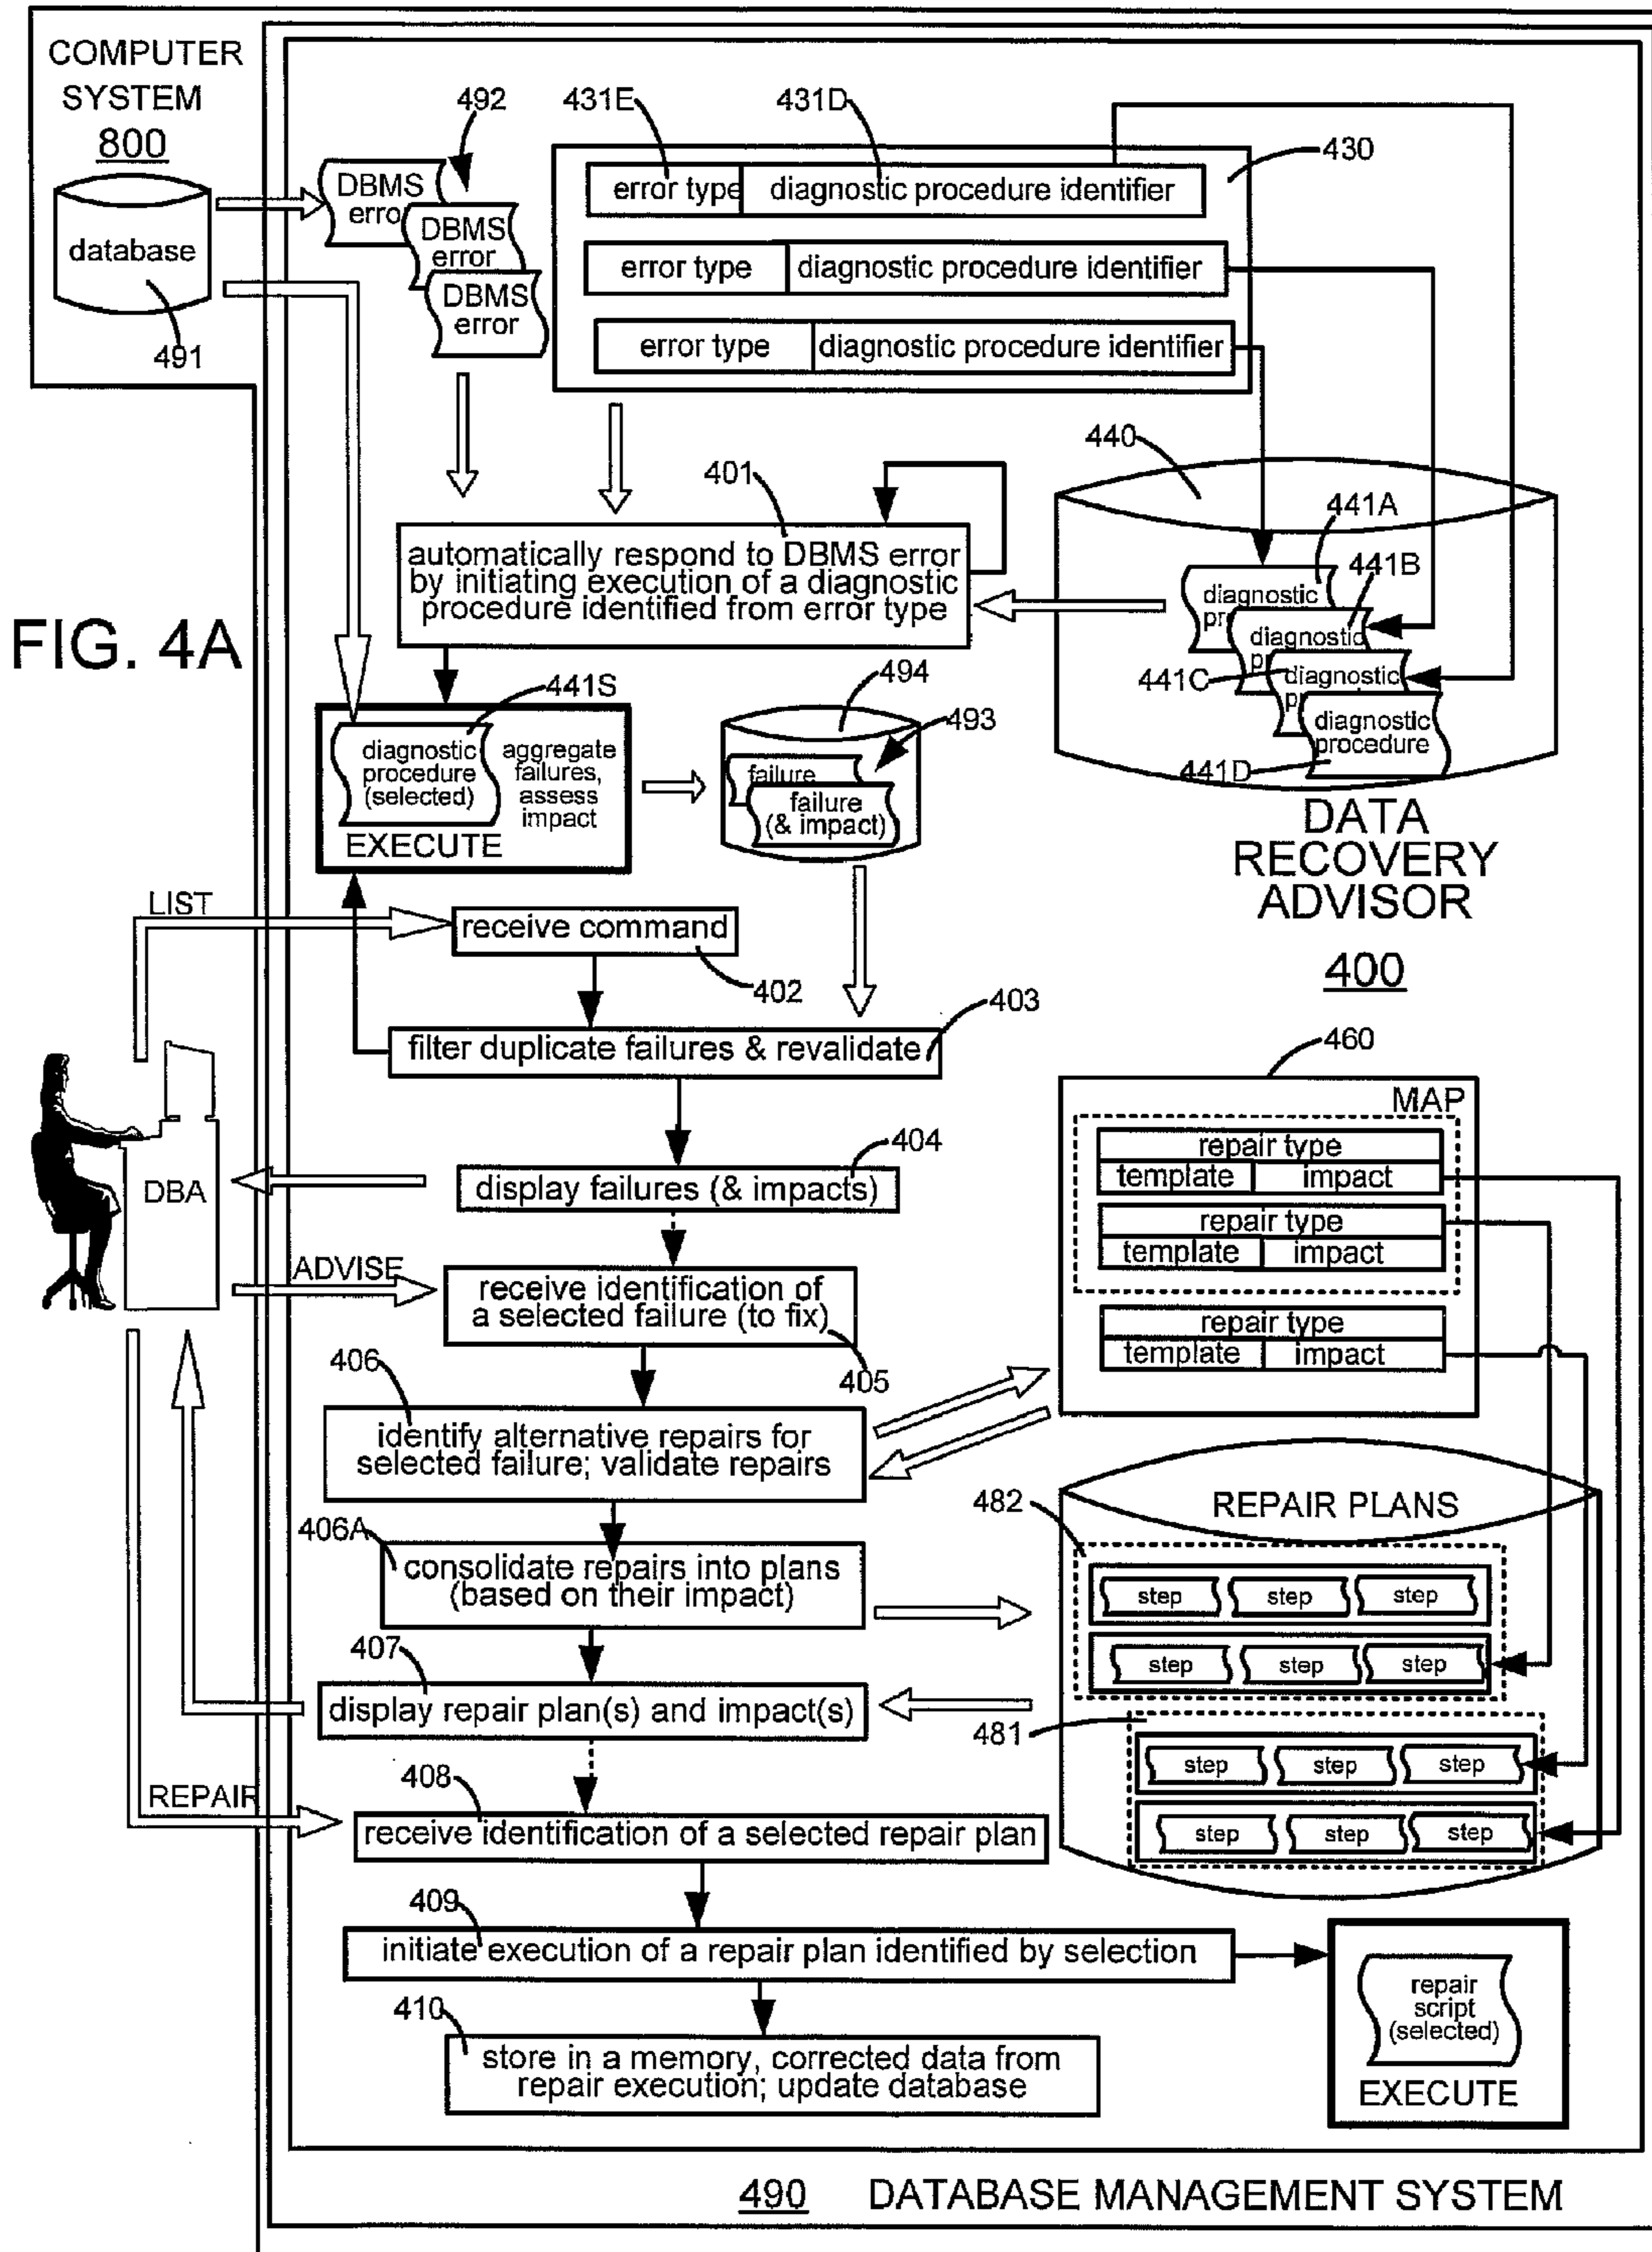 COMPUTER
SYSTEM
800
database
491
492
DBMS
erro
DBMS
error
DBMS
error
431E
431D
430
error type
diagnostic procedure identifier
error type
diagnostic procedure identifier
error type
diagnostic procedure identifier
401
automatically respond to DBMS error
by initiating execution of a diagnostic
procedure identified from error type
440
441A
diagnostic
pr
441B
diagnostic
p
441C
diagnostic
p
441D
diagnostic
procedure
FIG. 4A
441S
diagnostic
procedure
(selected)
aggregate
failures,
assess
impact
EXECUTE
494
493
failure
failure
(& impact)
DATA
RECOVERY
ADVISOR
400
LIST
receive command
402
403
filter duplicate failures & revalidate
404
display failures (& impacts)
DBA
ADVISE
receive identification of
a selected failure (to fix)
405
406
identify alternative repairs for
selected failure; validate repairs
460
MAP
repair type
template
impact
repair type
template
impact
repair type
template
impact
406A
consolidate repairs into plans
(based on their impact)
REPAIR PLANS
482
step
step
step
step
step
step
407
display repair plan(s) and impact(s)
481
step
step
step
step
step
step
REPAIR
408
receive identification of a selected repair plan
409
initiate execution of a repair plan identified by selection
repair
script
(selected)
EXECUTE
410
store in a memory, corrected data from
repair execution; update database
490
DATABASE MANAGEMENT SYSTEM